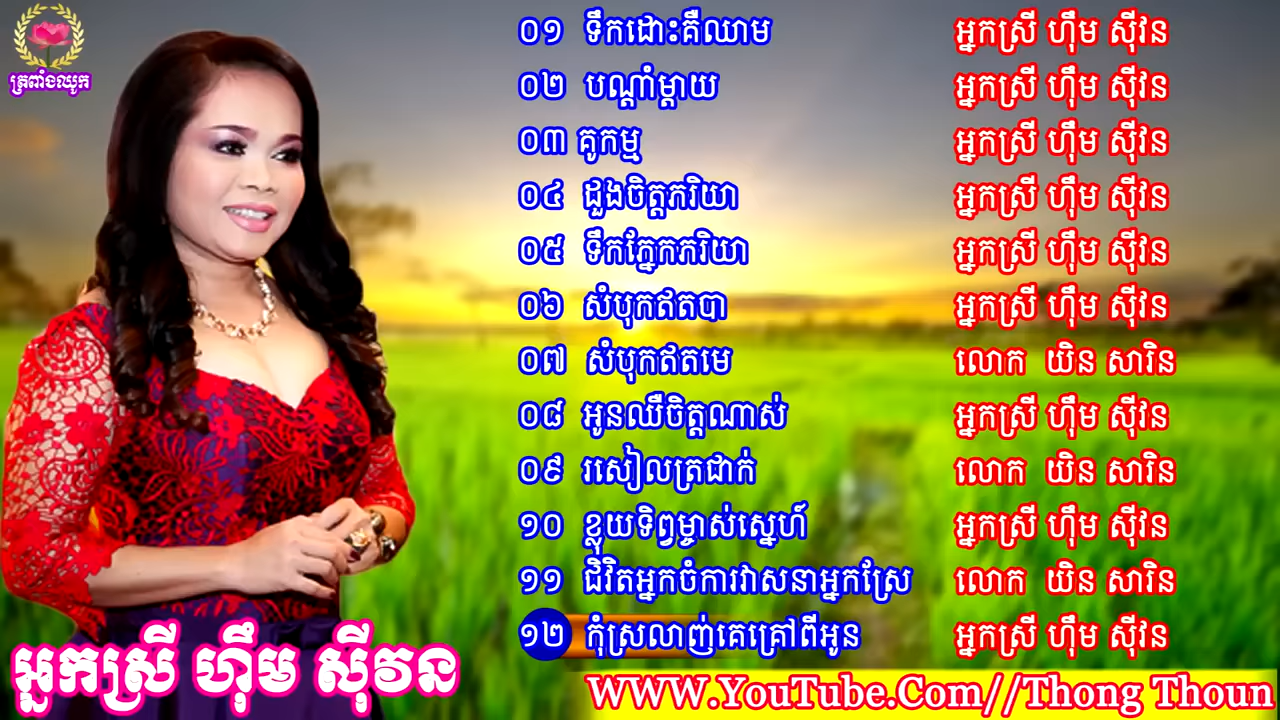 ត្រពាំងឈូក
០១ ទឹកដោះគឺឈាម អ្នកស្រី ហ៊ឹម ស៊ីវន
០២ បណ្ដាំម្ដាយ អ្នកស្រី ហ៊ឹម ស៊ីវន
០៣ គូកម្ម អ្នកស្រី ហ៊ឹម ស៊ីវន
០៤ ដួងចិត្តភរិយា អ្នកស្រី ហ៊ឹម ស៊ីវន
០៥ ទឹកភ្នែកភរិយា អ្នកស្រី ហ៊ឹម ស៊ីវន
០៦ សំបុកឥតបា អ្នកស្រី ហ៊ឹម ស៊ីវន
០៧ សំបុកឥតមេ លោក យិន សារិន
០៨ អូនឈឺចិត្តណាស់ អ្នកស្រី ហ៊ឹម ស៊ីវន
០៩ រសៀលត្រជាក់ លោក យិន សារិន
១០ ខ្លុយទិព្វម្ចាស់ស្នេហ៍ អ្នកស្រី ហ៊ឹម ស៊ីវន
១១ ជិវិតអ្នកចំការវាសនាអ្នកស្រែ លោក យិន សារិន
១២ កុំស្រលាញ់គេក្រៅពីអូន អ្នកស្រី ហ៊ឹម ស៊ីវន
អ្នកស្រី ហ៊ឹម ស៊ីវន
WWW.YouTube.Com//Thong Thoun